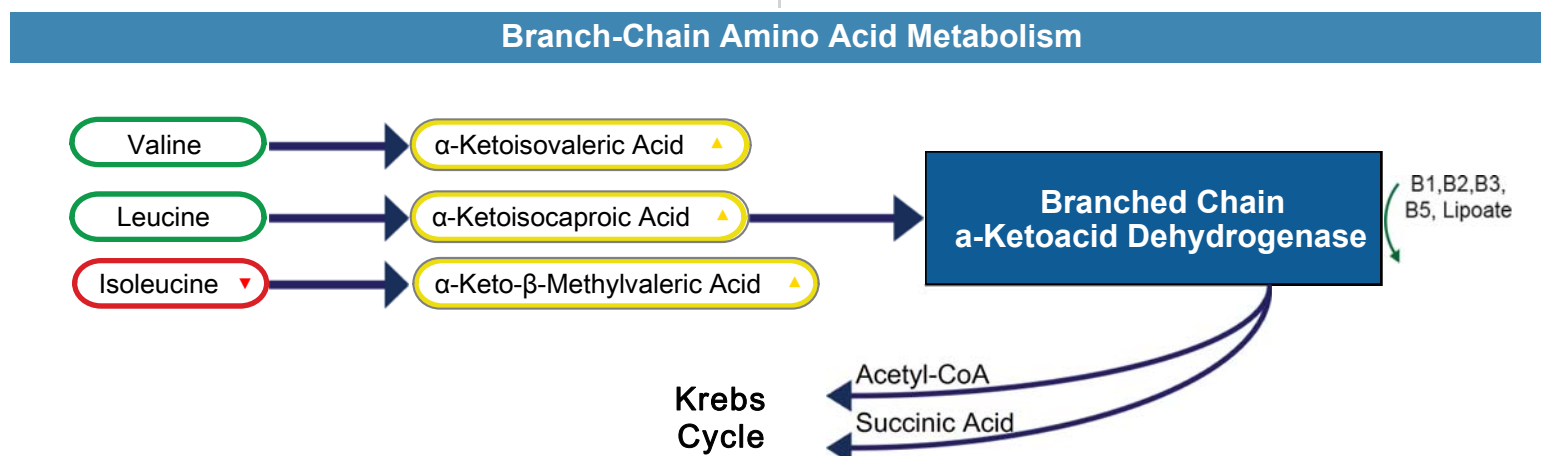 Branch-Chain Amino Acid Metabolism
Valine
α-Ketoisovaleric Acid
Leucine
α-Ketoisocaproic Acid
Isoleucine
α-Keto-β-Methylvaleric Acid
Branched Chain
a-Ketoacid Dehydrogenase
B1,B2,B3,
B5, Lipoate
Acetyl-CoA
Succinic Acid
Krebs
Cycle